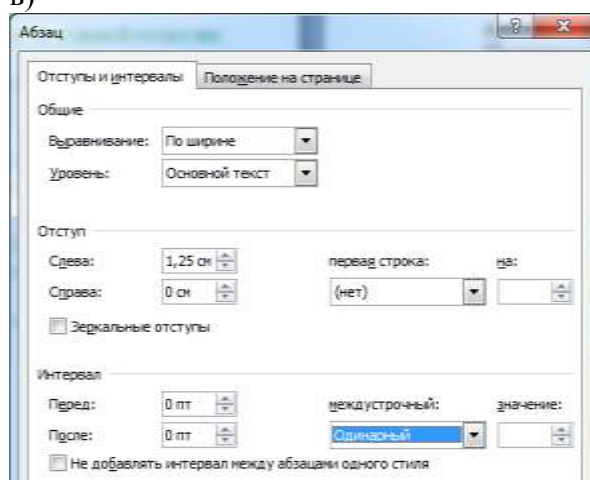 в)
Абзац
Отступы и интервалы Положение на странице
Общие
Выравнивание: По ширине
Уровень: Основной текст
Отступ
Слева: 1,25 см первая строка: на:
Справа: 0 см (нет)
Зеркальные отступы
Интервал
Перед: 0 пт междустрочный: значение:
После: 0 пт Одинарный
Не добавлять интервал между абзацами одного стиля